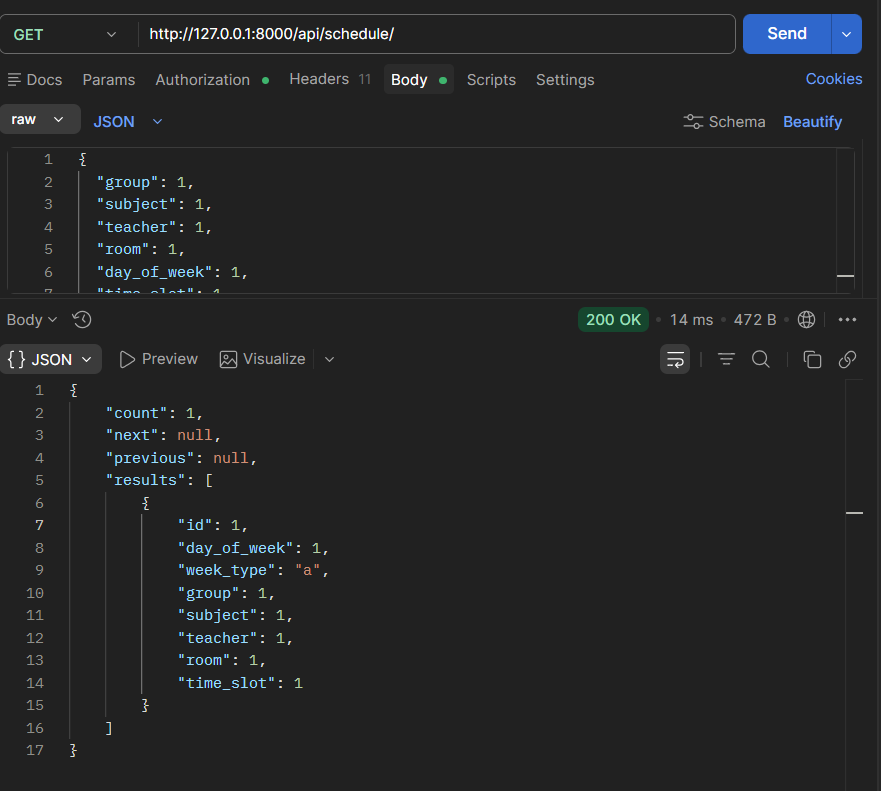 GET http://127.0.0.1:8000/api/schedule/ Send
Docs Params Authorization Headers 11 Body Scripts Settings Cookies
raw JSON Schema Beautify
1 {
2 "group": 1,
3 "subject": 1,
4 "teacher": 1,
5 "room": 1,
6 "day_of_week": 1,
7 "time_slot": 1
Body 200 OK 14 ms 472 B
{} JSON Preview Visualize
1 {
2 "count": 1,
3 "next": null,
4 "previous": null,
5 "results": [
6 {
7 "id": 1,
8 "day_of_week": 1,
9 "week_type": "a",
10 "group": 1,
11 "subject": 1,
12 "teacher": 1,
13 "room": 1,
14 "time_slot": 1
15 }
16 ]
17 }